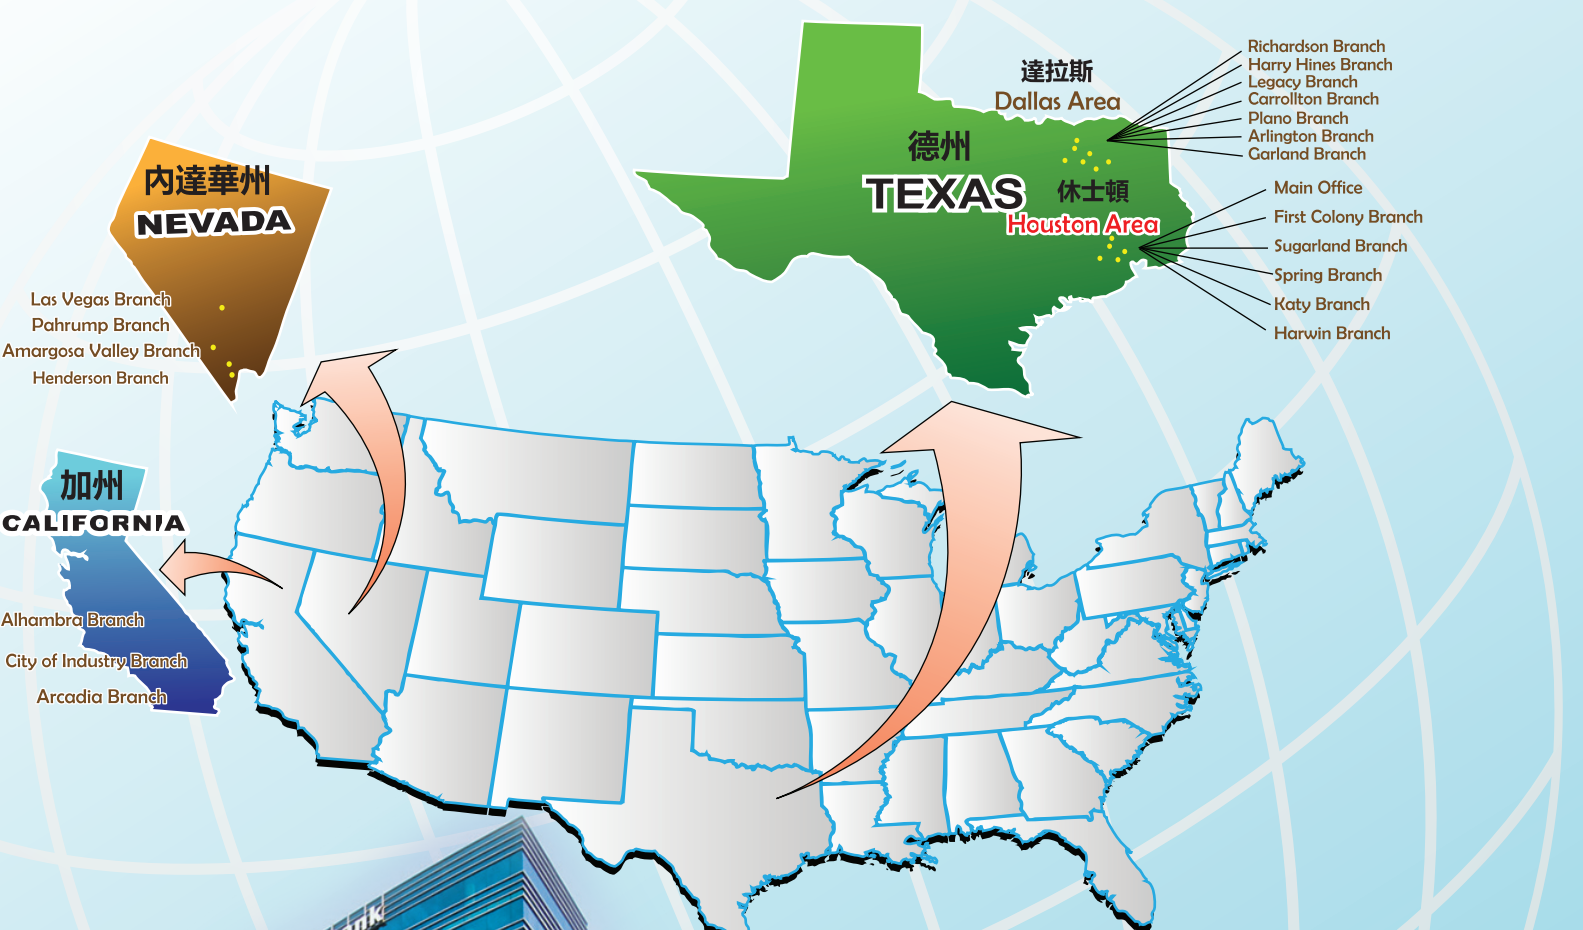 達拉斯
Dallas Area
Richardson Branch
Harry Hines Branch
Legacy Branch
Carrollton Branch
Plano Branch
Arlington Branch
Garland Branch
德州
TEXAS
休士頓
Houston Area
Main Office
First Colony Branch
Sugarland Branch
Spring Branch
Katy Branch
Harwin Branch
內達華州
NEVADA
Las Vegas Branch
Pahrump Branch
Amargosa Valley Branch
Henderson Branch
加州
CALIFORNIA
Alhambra Branch
City of Industry Branch
Arcadia Branch